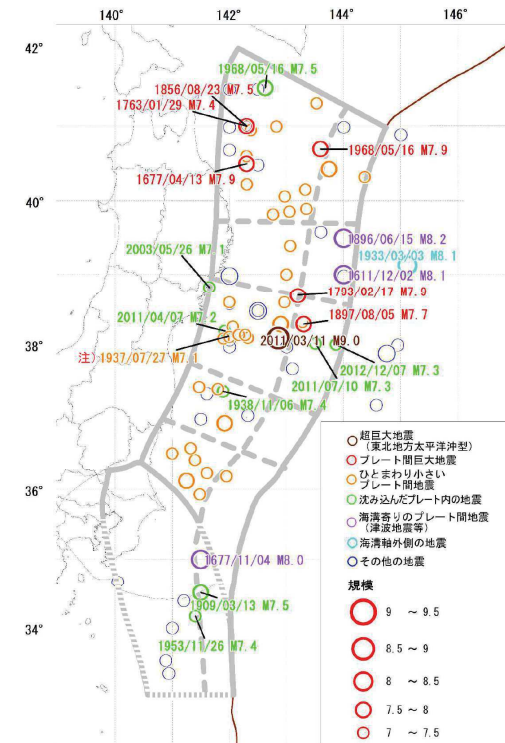 140°
142°
144°
146°
42°
1968/05/16 M7.5
1856/08/23 M7.5
1763/01/29 M7.4
1968/05/16 M7.9
1677/04/13 M7.9
40°
1896/06/15 M8.2
1933/03/03 M8.1
2003/05/26 M7.1
1611/12/02 M8.1
1793/02/17 M7.9
2011/04/07 M7.2
1897/08/05 M7.7
2011/03/11 M9.0
38°
注）1937/07/27 M7.1
2012/12/07 M7.3
2011/07/10 M7.3
1938/11/06 M7.4
36°
1677/11/04 M8.0
1909/03/13 M7.5
34°
1953/11/26 M7.4
超巨大地震
（東北地方太平洋沖型）
プレート間巨大地震
ひとまわり小さい
プレート間地震
沈み込んだプレート内の地震
海溝寄りのプレート間地震
（津波地震等）
海溝軸外側の地震
その他の地震
規模
9 ～ 9.5
8.5 ～ 9
8 ～ 8.5
7.5 ～ 8
7 ～ 7.5